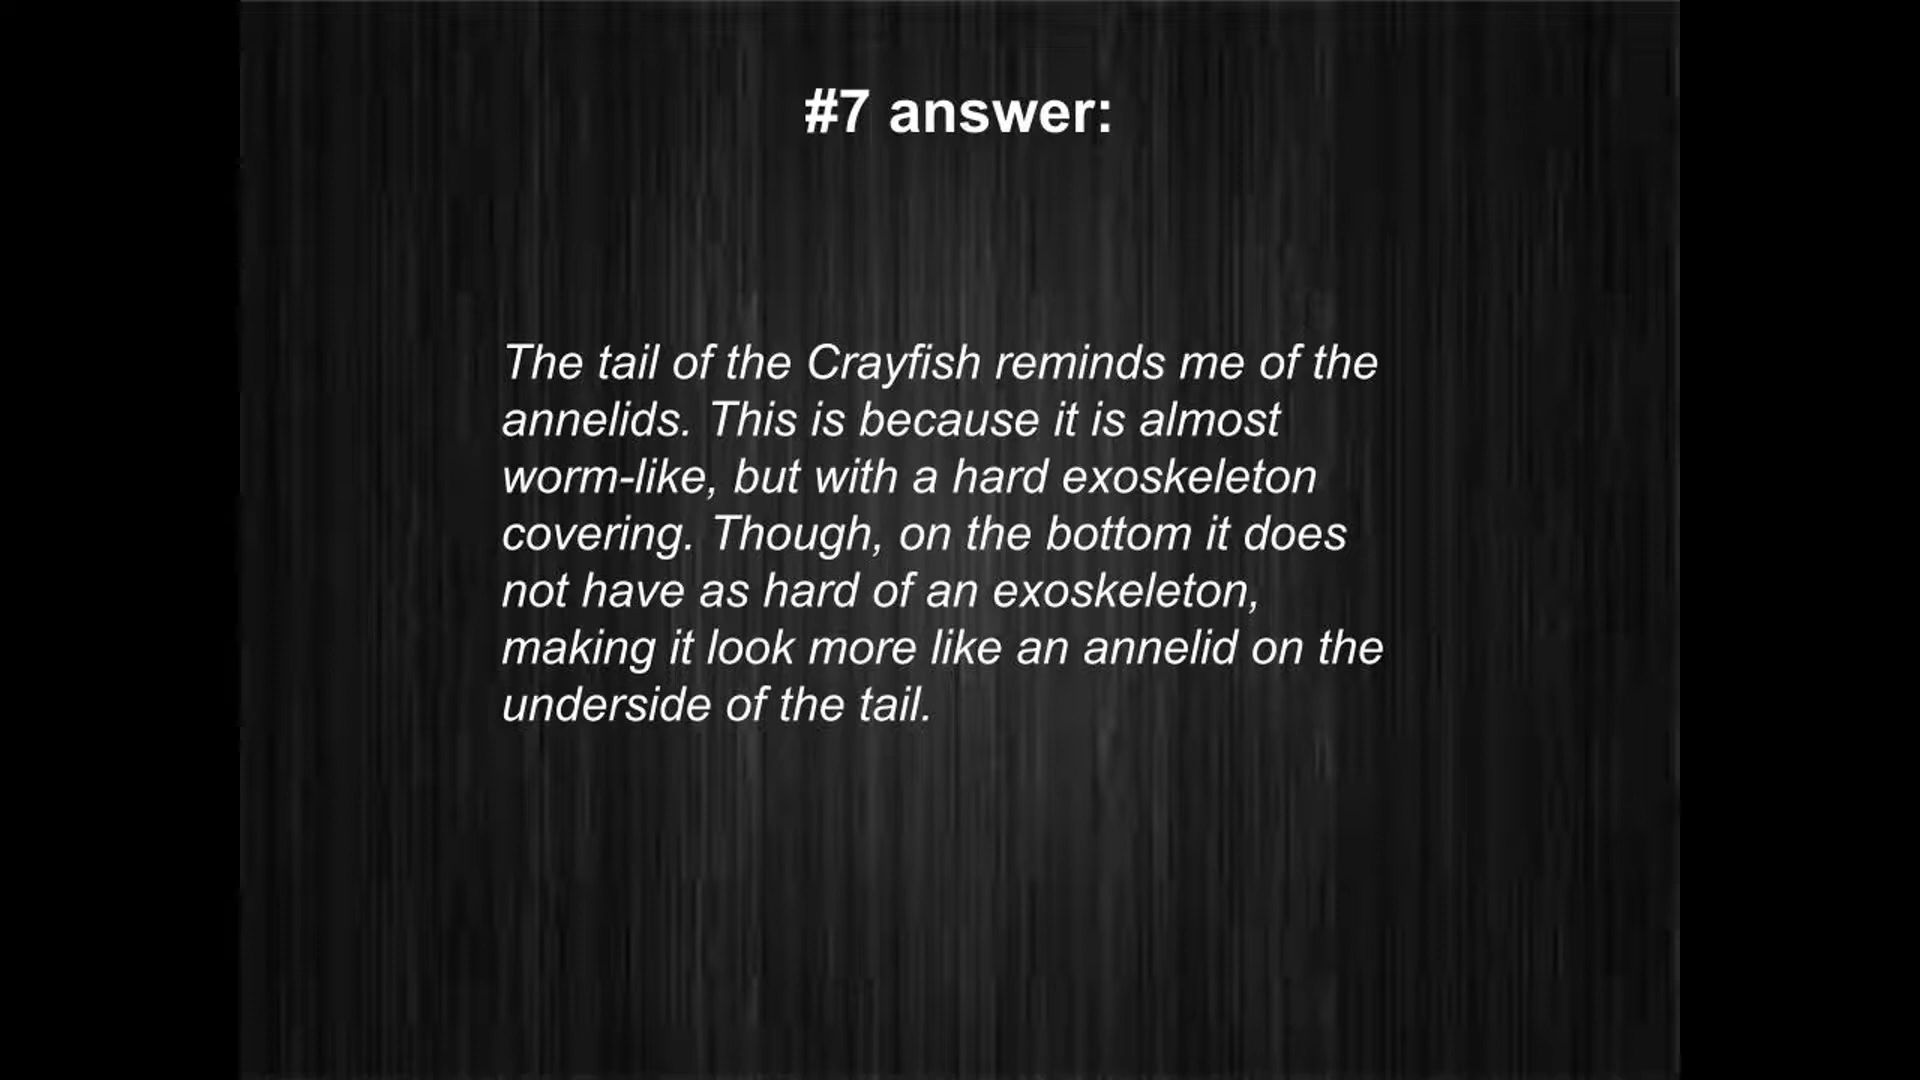 #7 answer:
The tail of the Crayfish reminds me of the
annelids. This is because it is almost
worm-like, but with a hard exoskeleton
covering. Though, on the bottom it does
not have as hard of an exoskeleton,
making it look more like an annelid on the
underside of the tail.